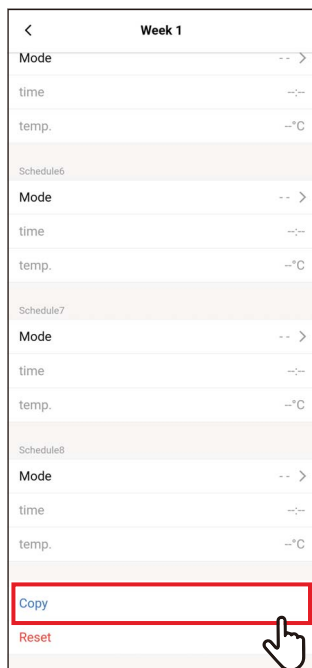 Week 1
Mode -- >
time --:--
temp. --°C
Schedule6
Mode -- >
time --:--
temp. --°C
Schedule7
Mode -- >
time --:--
temp. --°C
Schedule8
Mode -- >
time --:--
temp. --°C
Copy
Reset